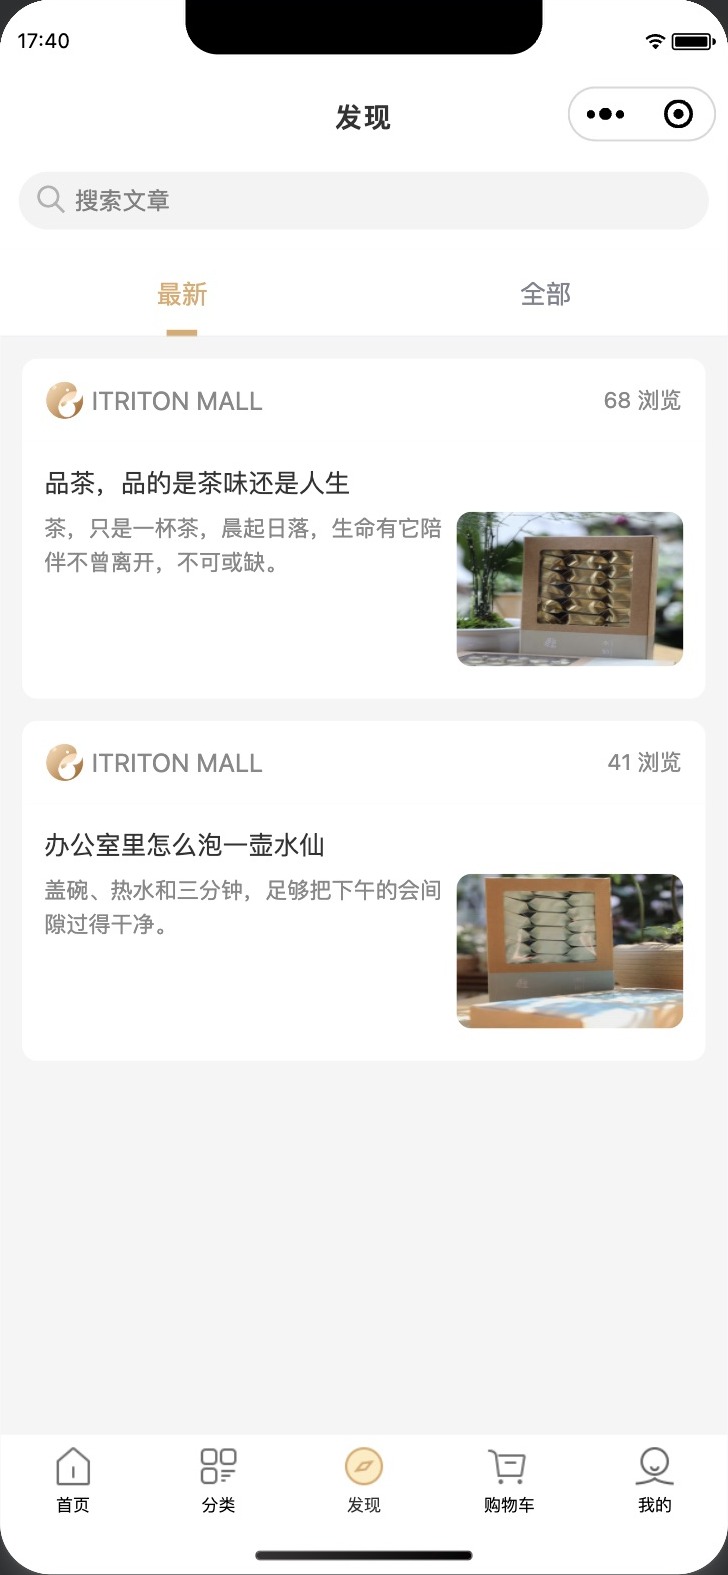 17:40
发现
搜索文章
最新 全部
ITRITON MALL 68 浏览
品茶，品的是茶味还是人生
茶，只是一杯茶，晨起日落，生命有它陪
伴不曾离开，不可或缺。
ITRITON MALL 41 浏览
办公室里怎么泡一壶水仙
盖碗、热水和三分钟，足够把下午的会间
隙过得干净。
首页 分类 发现 购物车 我的